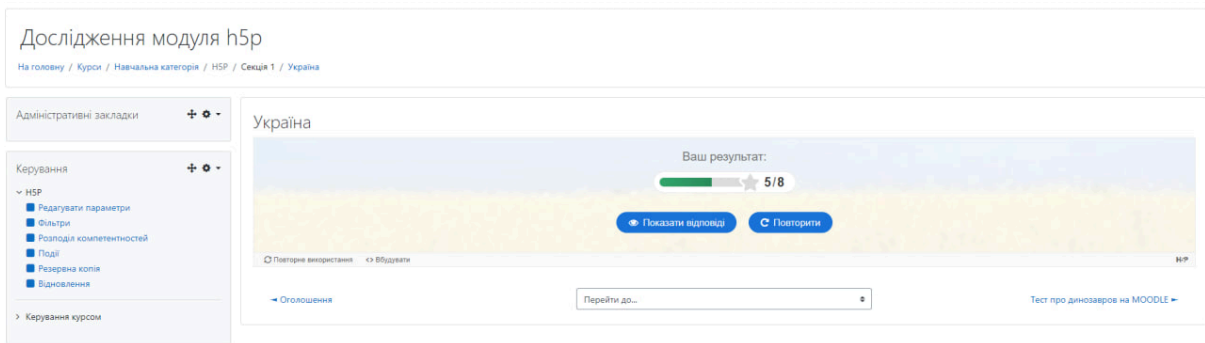 Дослідження модуля h5p
На головну / Курси / Навчальна категорія / H5P / Секція 1 / Україна
Адміністративні закладки
Керування
H5P
Редагувати параметри
Фільтри
Розподіл компетентностей
Події
Резервна копія
Відновлення
Керування курсом
Україна
Ваш результат:
5/8
Показати відповіді
Повторити
Повторне використання
Вбудувати
H5P
◄ Оголошення
Перейти до...
Тест про динозаврів на MOODLE ►